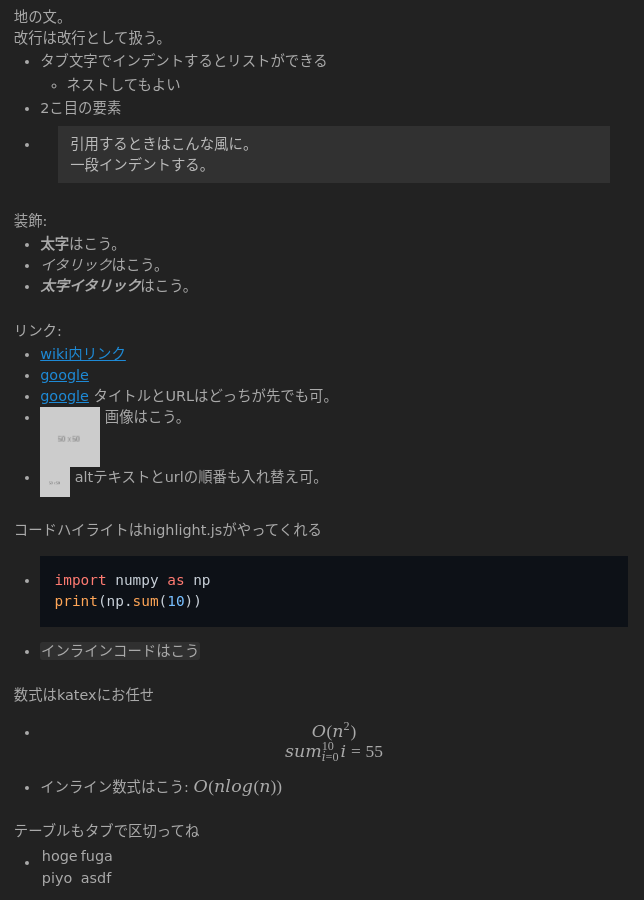 地の文。
改行は改行として扱う。
タブ文字でインデントするとリストができる
ネストしてもよい
2こ目の要素
引用するときはこんな風に。
一段インデントする。
装飾:
太字はこう。
イタリックはこう。
太字イタリックはこう。
リンク:
wiki内リンク
google
google タイトルとURLはどっちが先でも可。
画像はこう。
altテキストとurlの順番も入れ替え可。
コードハイライトはhighlight.jsがやってくれる
import numpy as np
print(np.sum(10))
インラインコードはこう
数式はkatexにお任せ
O(n²)
sum_{i=0}^{10} i = 55
インライン数式はこう: O(nlog(n))
テーブルもタブで区切ってね
hoge fuga
piyo asdf